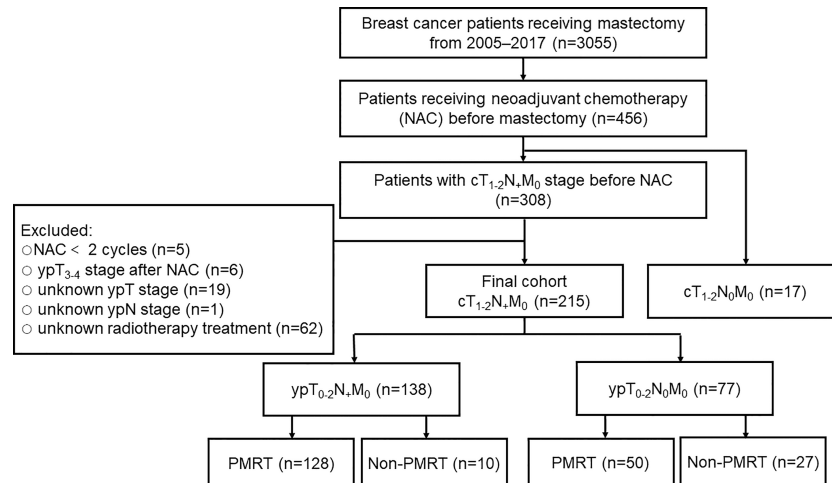 Breast cancer patients receiving mastectomy
from 2005–2017 (n=3055)
Patients receiving neoadjuvant chemotherapy
(NAC) before mastectomy (n=456)
Patients with cT₁₋₂N₊M₀ stage before NAC
(n=308)
Excluded:
○NAC < 2 cycles (n=5)
○ ypT₃₋₄ stage after NAC (n=6)
○ unknown ypT stage (n=19)
○ unknown ypN stage (n=1)
○ unknown radiotherapy treatment (n=62)
Final cohort
cT₁₋₂N₊M₀ (n=215)
cT₁₋₂N₀M₀ (n=17)
ypT₀₋₂N₊M₀ (n=138)
ypT₀₋₂N₀M₀ (n=77)
PMRT (n=128)
Non-PMRT (n=10)
PMRT (n=50)
Non-PMRT (n=27)